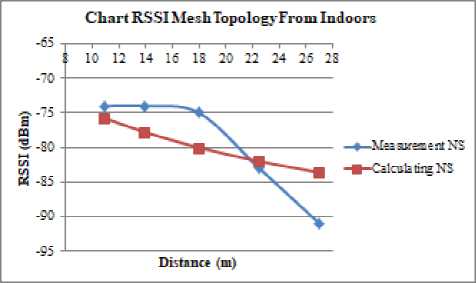 Chart RSSI Mesh Topology From Indoors
-65
8 10 12 14 16 18 20 22 24 26 28
-70
-75
-80
-85
-90
-95
RSSI (dBm)
Measurement NS
Calculating NS
Distance (m)